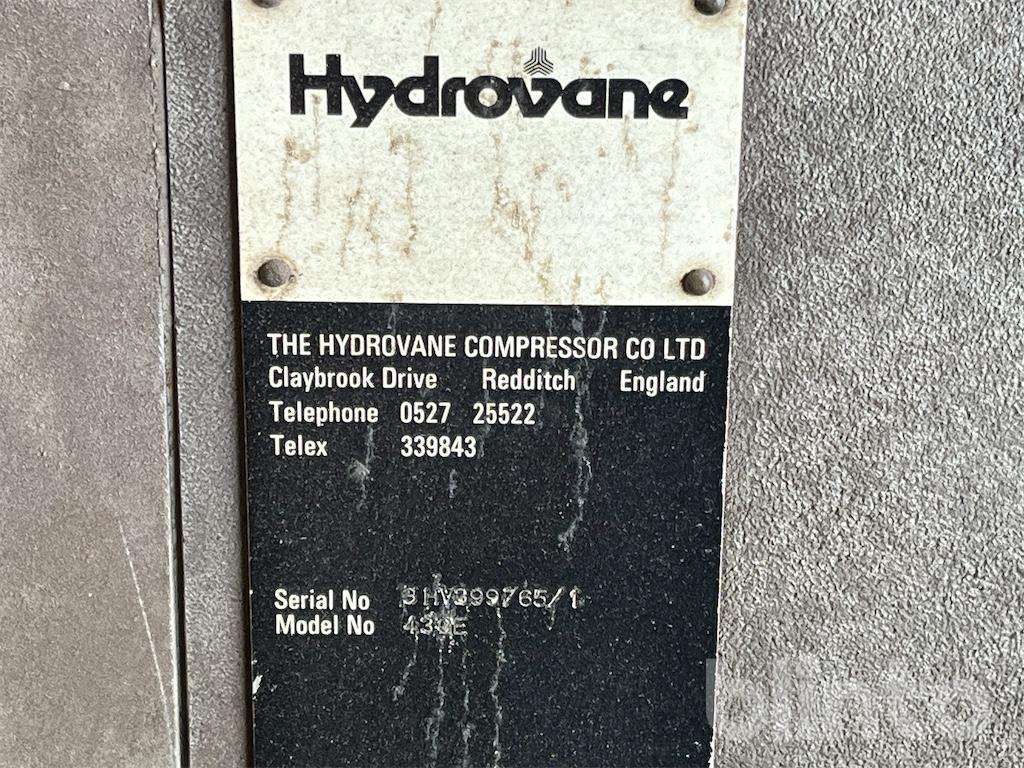 Hydrovane
THE HYDROVANE COMPRESSOR CO LTD
Claybrook Drive Redditch England
Telephone 0527 25522
Telex 339843
Serial No
Model No
blinto